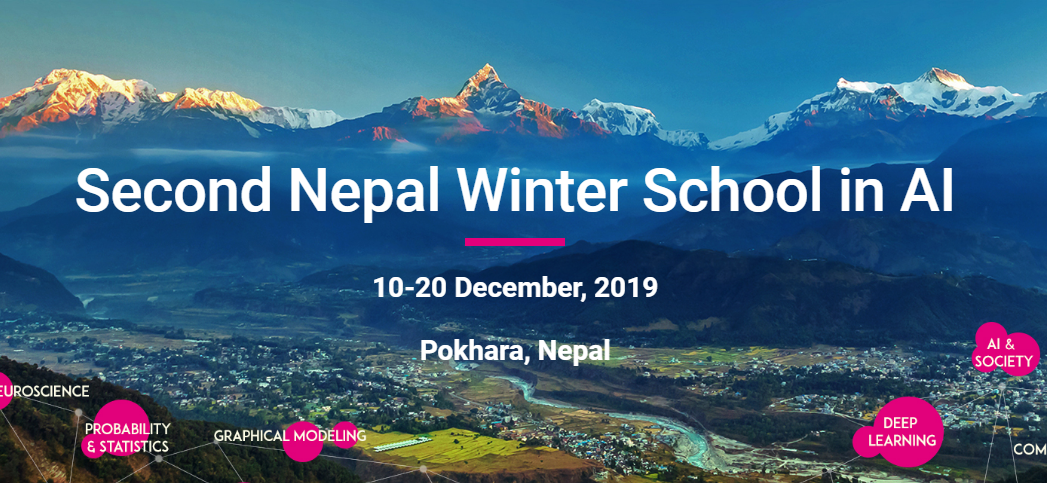 Second Nepal Winter School in AI
10-20 December, 2019
Pokhara, Nepal
AI &
SOCIETY
EUROSCIENCE
PROBABILITY
& STATISTICS
GRAPHICAL MODELING
DEEP
LEARNING
COM